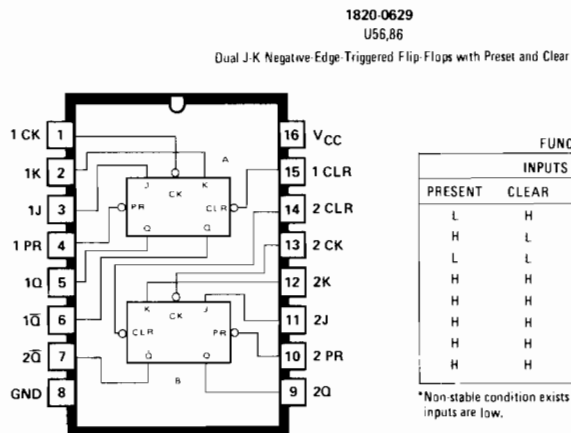 1820-0629
U56,86
Dual J-K Negative-Edge-Triggered Flip-Flops with Preset and Clear
1 CK 1
1K 2
1J 3
1 PR 4
1Q 5
1Q̅ 6
2Q̅ 7
GND 8
16 VCC
15 1 CLR
14 2 CLR
13 2 CK
12 2K
11 2J
10 2 PR
9 2Q
A
J CK K
PR CLR
Q Q
K CK J
CLR PR
Q̅ Q
B
FUNC
INPUTS
PRESENT CLEAR
L H
H L
L L
H H
H H
H H
H H
H H
*Non-stable condition exists
inputs are low.